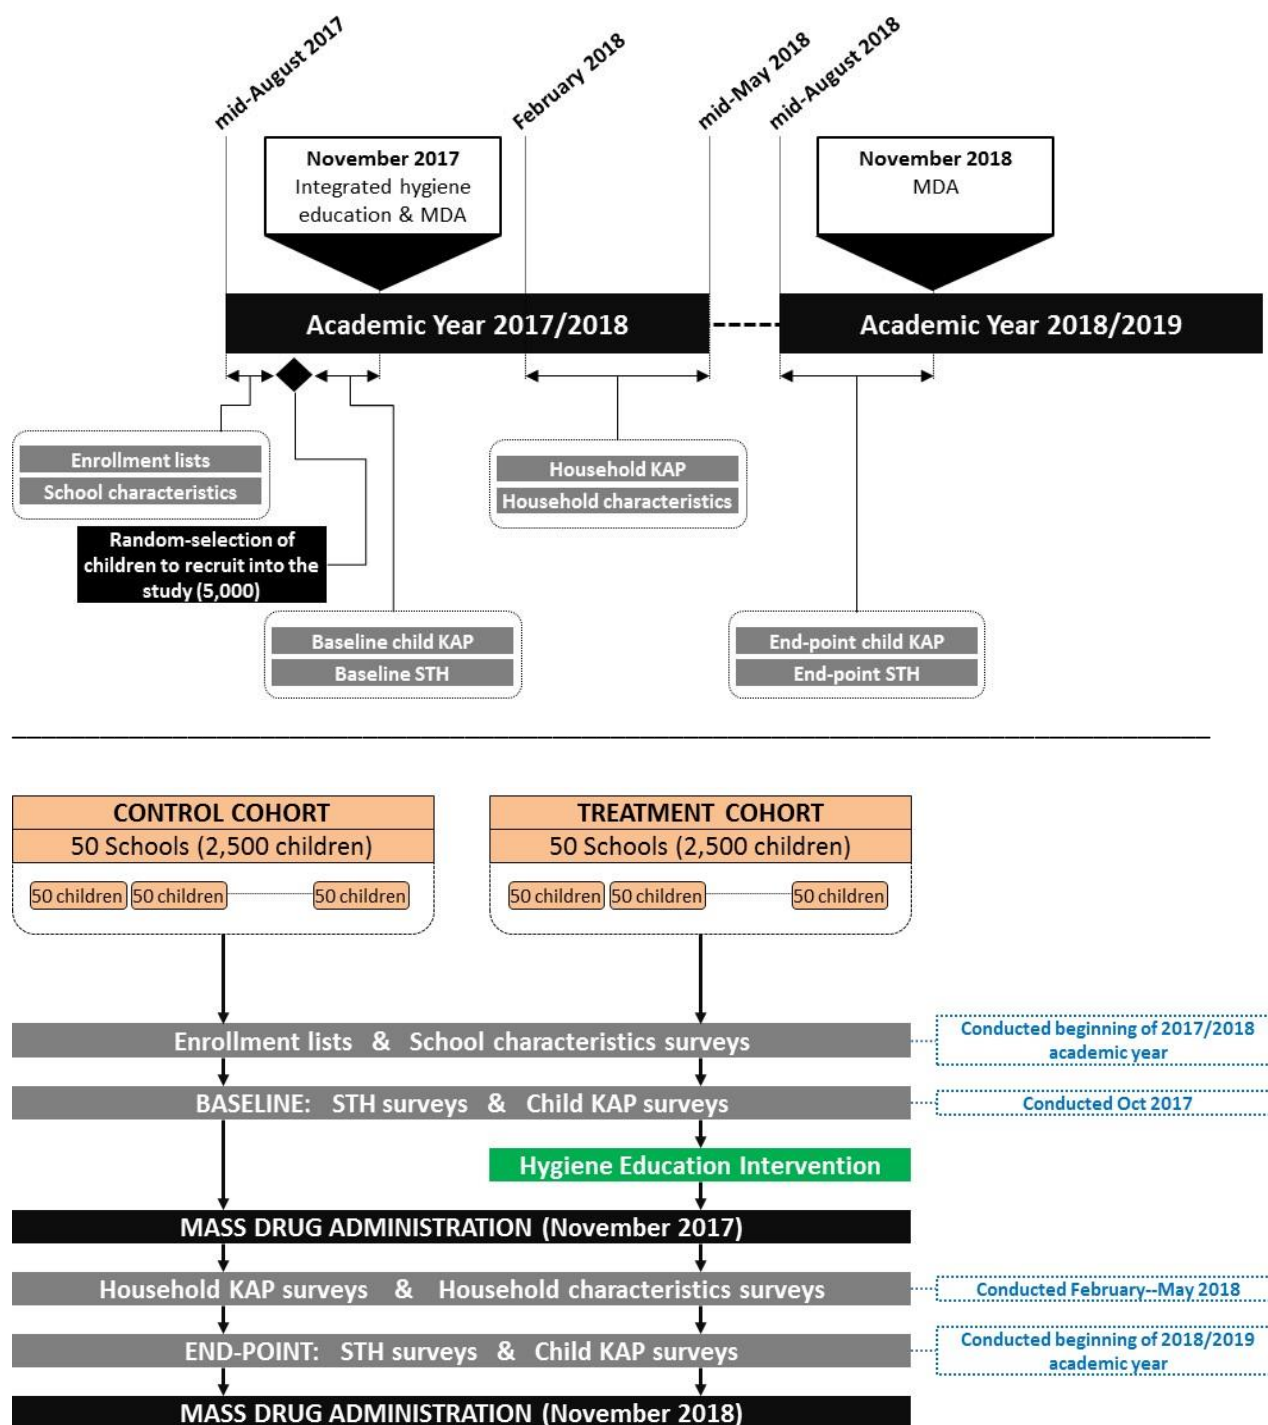 mid-August 2017
February 2018
mid-May 2018
mid-August 2018
November 2017
Integrated hygiene
education & MDA
November 2018
MDA
Academic Year 2017/2018
Academic Year 2018/2019
Enrollment lists
School characteristics
Random-selection of
children to recruit into the
study (5,000)
Baseline child KAP
Baseline STH
Household KAP
Household characteristics
End-point child KAP
End-point STH
CONTROL COHORT
50 Schools (2,500 children)
50 children 50 children 50 children
TREATMENT COHORT
50 Schools (2,500 children)
50 children 50 children 50 children
Enrollment lists & School characteristics surveys
Conducted beginning of 2017/2018
academic year
BASELINE: STH surveys & Child KAP surveys
Conducted Oct 2017
Hygiene Education Intervention
MASS DRUG ADMINISTRATION (November 2017)
Household KAP surveys & Household characteristics surveys
Conducted February--May 2018
END-POINT: STH surveys & Child KAP surveys
Conducted beginning of 2018/2019
academic year
MASS DRUG ADMINISTRATION (November 2018)